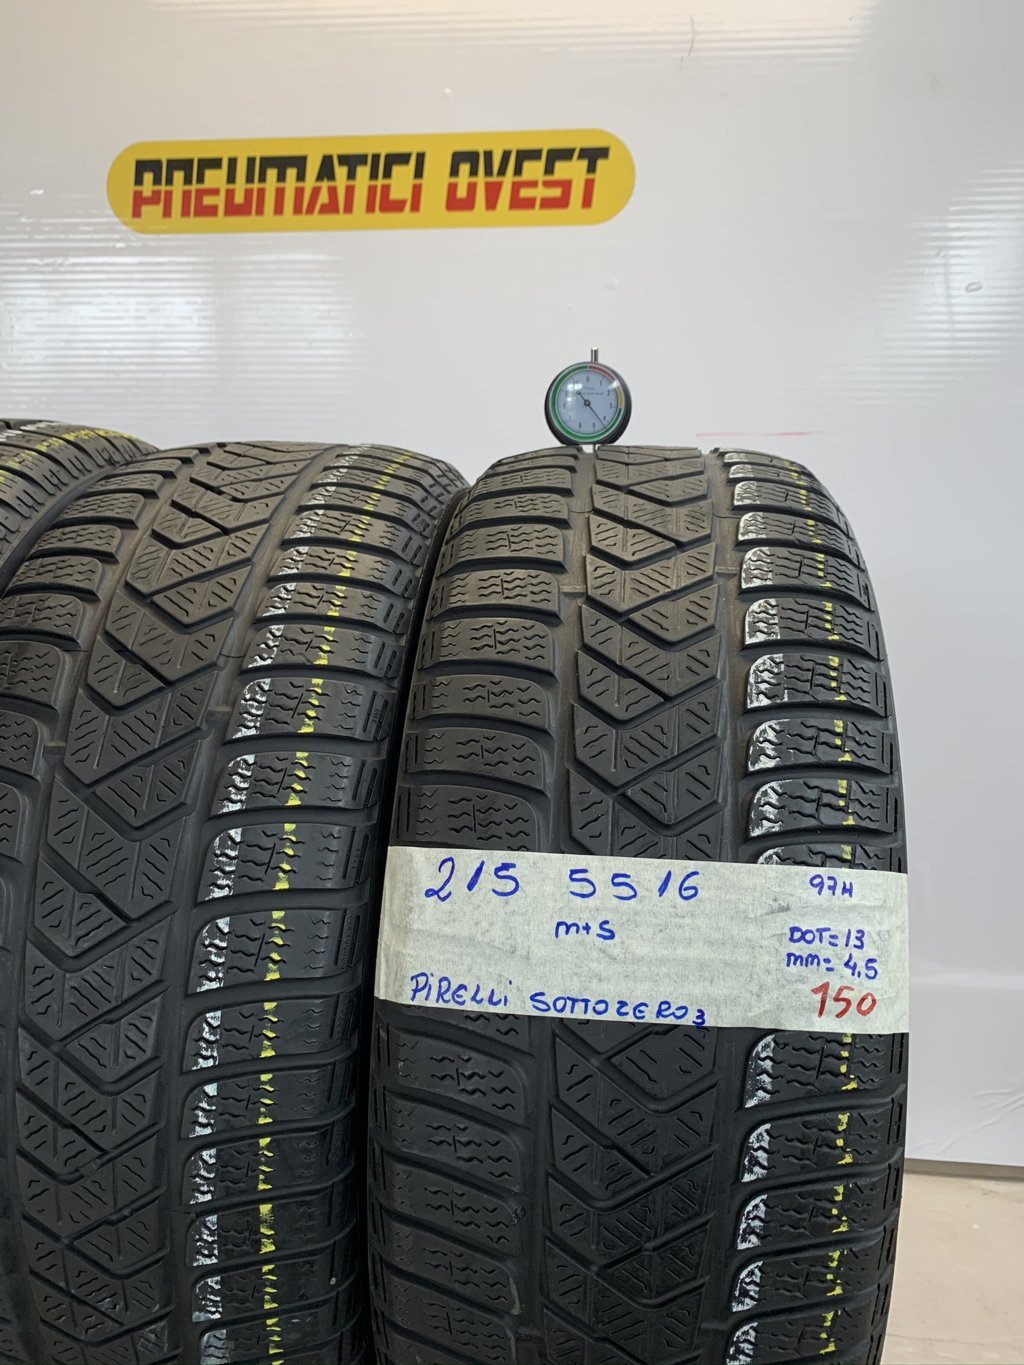 PNEUMATICI OVEST
215 55 16 97H
M+S
DOT=13
mm=4.5
PIRELLI SOTTOZERO3
150